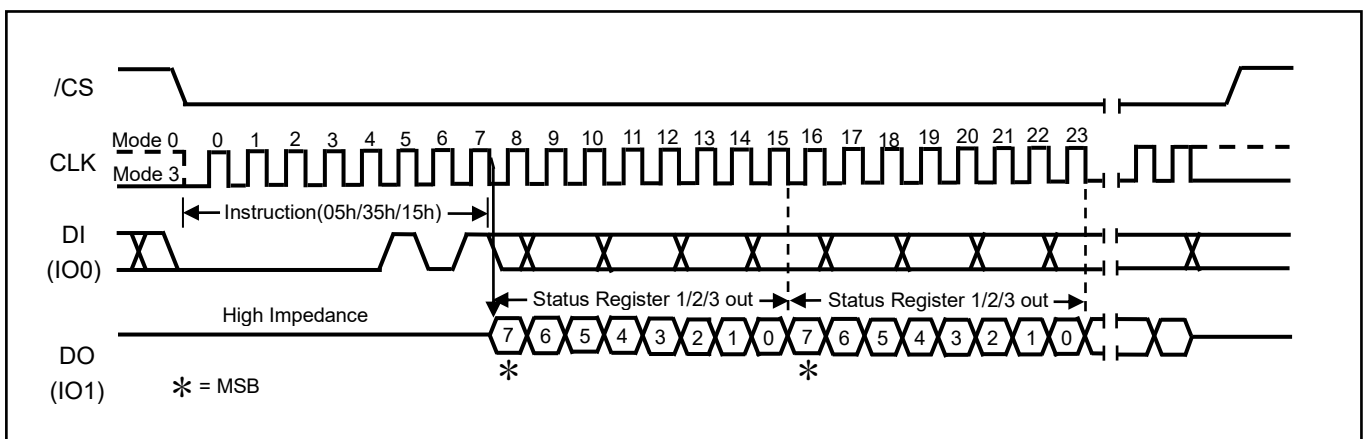 /CS
Mode 0 0 1 2 3 4 5 6 7 8 9 10 11 12 13 14 15 16 17 18 19 20 21 22 23
CLK
Mode 3
Instruction(05h/35h/15h)
DI
(IO0)
Status Register 1/2/3 out Status Register 1/2/3 out
High Impedance
7 6 5 4 3 2 1 0 7 6 5 4 3 2 1 0
DO
(IO1)
* *
* = MSB